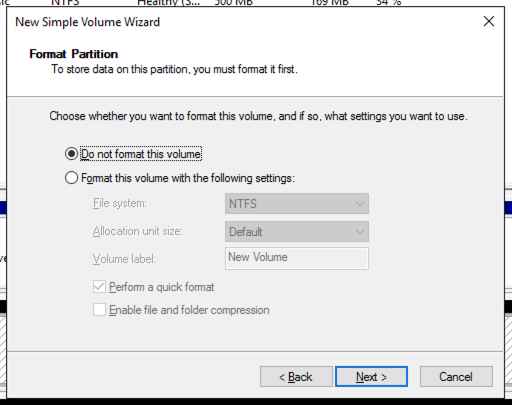 NTFS Healthy (S... 500 MB 169 MB 34 %
New Simple Volume Wizard
Format Partition
To store data on this partition, you must format it first.
Choose whether you want to format this volume, and if so, what settings you want to use.
Do not format this volume
Format this volume with the following settings:
File system: NTFS
Allocation unit size: Default
Volume label: New Volume
Perform a quick format
Enable file and folder compression
< Back Next > Cancel